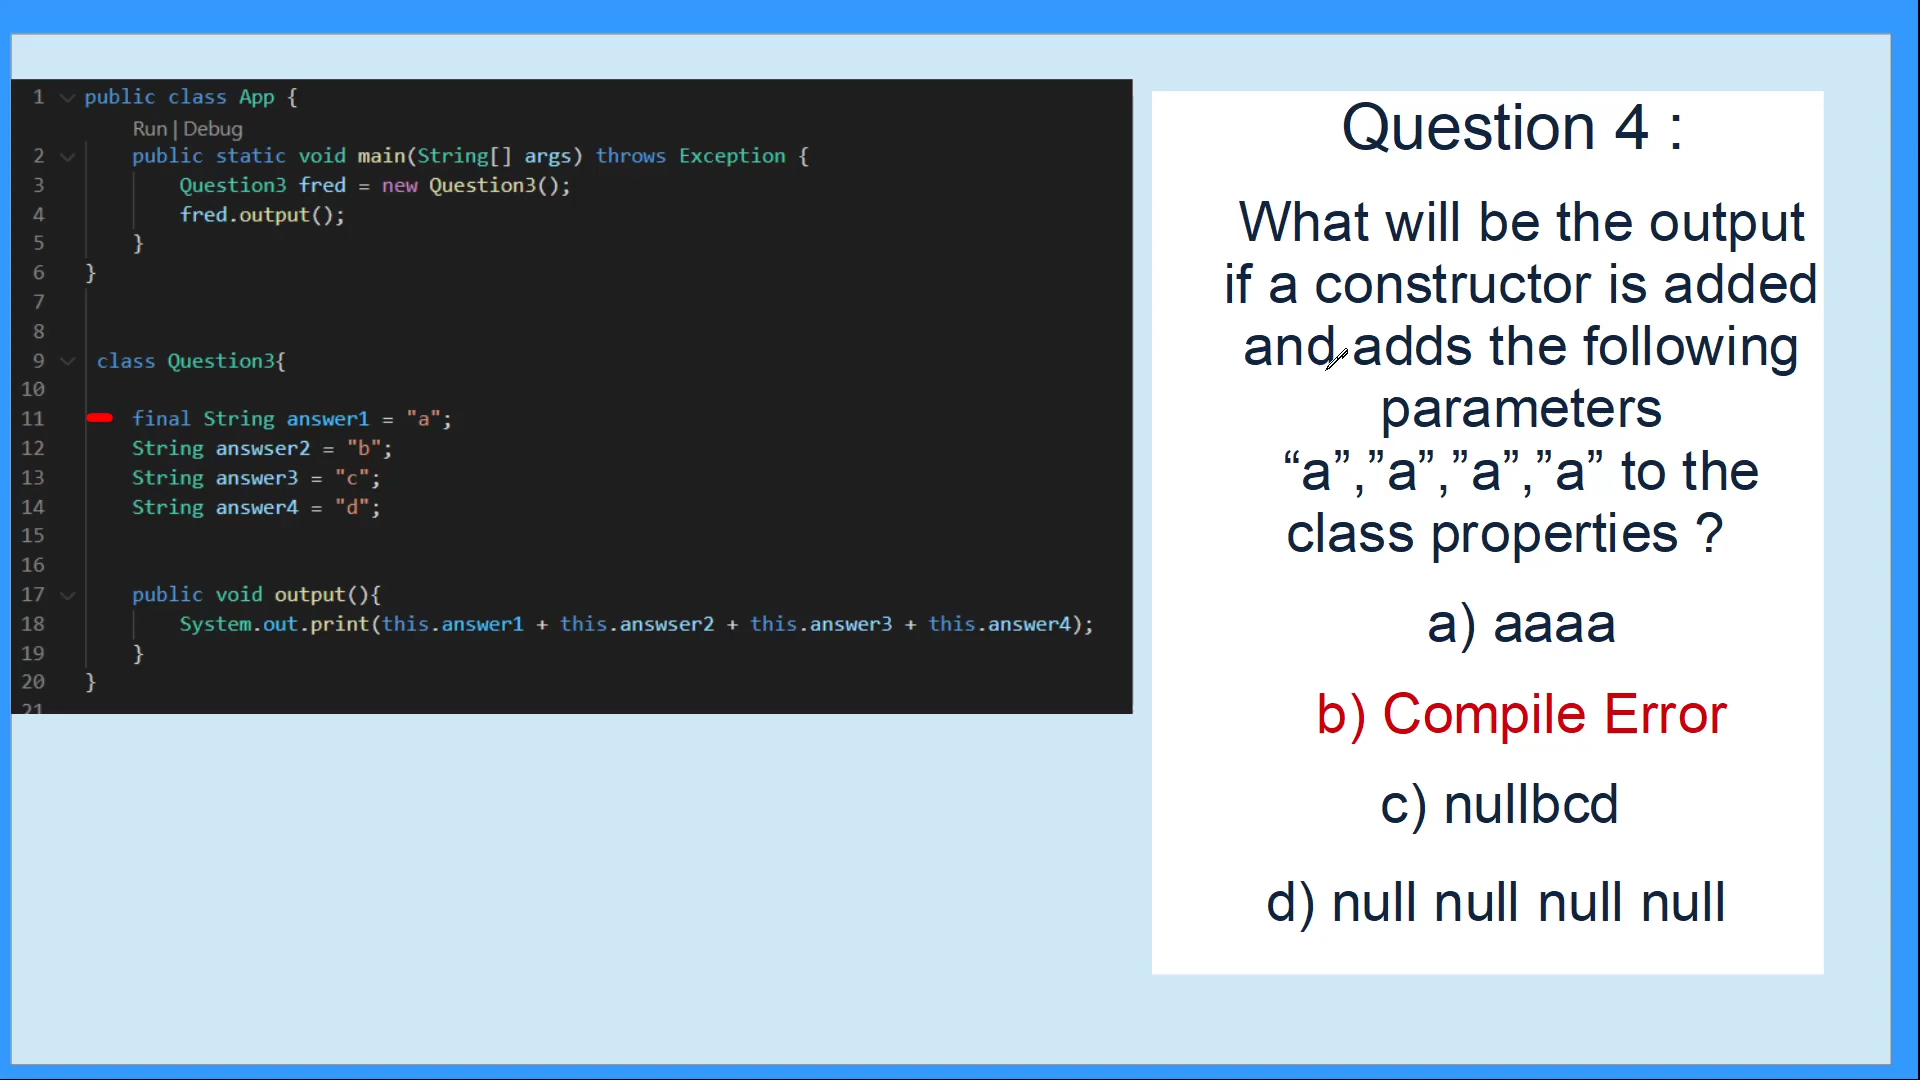 1 public class App {
Run | Debug
2 public static void main(String[] args) throws Exception {
3 Question3 fred = new Question3();
4 fred.output();
5 }
6 }
7
8
9 class Question3{
10
11 final String answer1 = "a";
12 String answser2 = "b";
13 String answer3 = "c";
14 String answer4 = "d";
15
16
17 public void output(){
18 System.out.print(this.answer1 + this.answser2 + this.answer3 + this.answer4);
19 }
20 }
21
Question 4 :
What will be the output
if a constructor is added
and adds the following
parameters
“a”,”a”,”a”,”a” to the
class properties ?
a) aaaa
b) Compile Error
c) nullbcd
d) null null null null